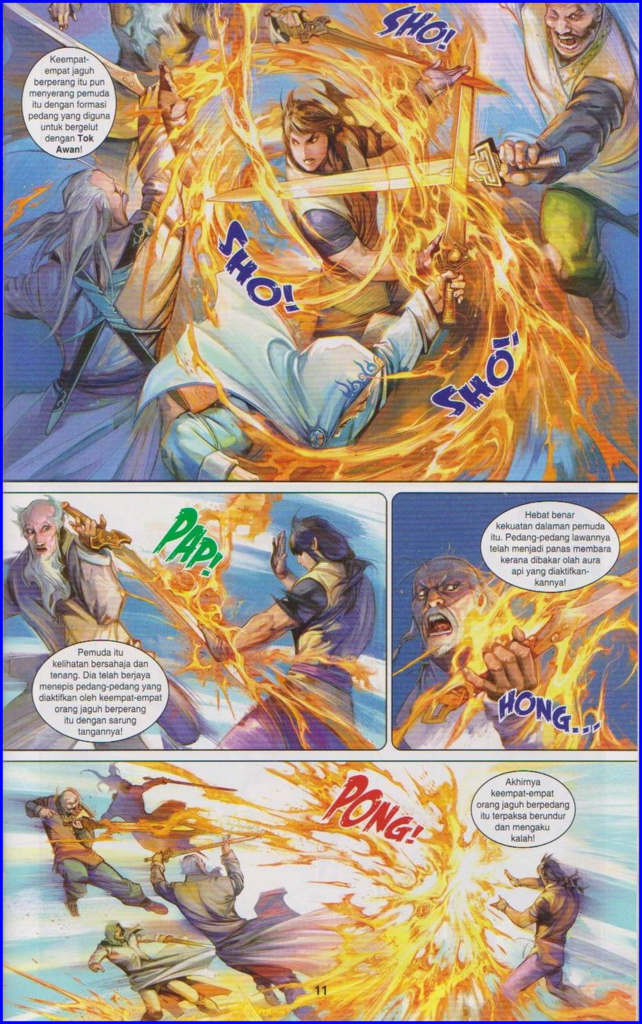 SHO!
Keempat-
empat jaguh
berperang itu pun
menyerang pemuda
itu dengan formasi
pedang yang diguna
untuk bergelut
dengan Tok
Awan!
SHO!
SHO!
PAP!
Pemuda itu
kelihatan bersahaja dan
tenang. Dia telah berjaya
menepis pedang-pedang yang
diaktifkan oleh keempat-empat
orang jaguh berperang
itu dengan sarung
tangannya!
Hebat benar
kekuatan dalaman pemuda
itu. Pedang-pedang lawannya
telah menjadi panas membara
kerana dibakar olah aura
api yang diaktifkan-
kannya!
HONG...
PONG!
Akhirnya
keempat-empat
orang jaguh berpedang
itu terpaksa berundur
dan mengaku
kalah!
11